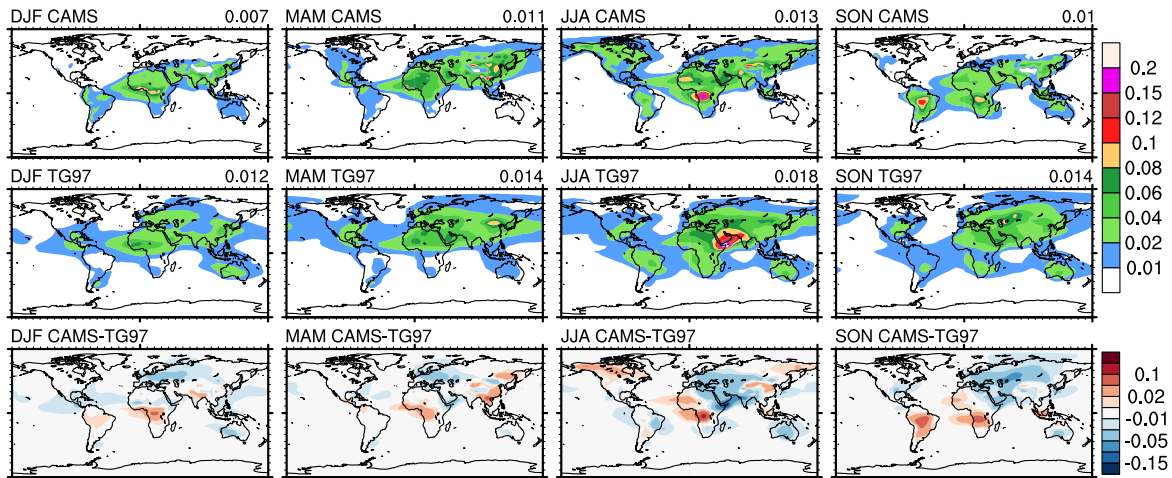 DJF CAMS 0.007
MAM CAMS 0.011
JJA CAMS 0.013
SON CAMS 0.01
0.2
0.15
0.12
0.1
0.08
0.06
0.04
0.02
0.01
DJF TG97 0.012
MAM TG97 0.014
JJA TG97 0.018
SON TG97 0.014
DJF CAMS-TG97
MAM CAMS-TG97
JJA CAMS-TG97
SON CAMS-TG97
0.1
0.02
-0.01
-0.05
-0.15